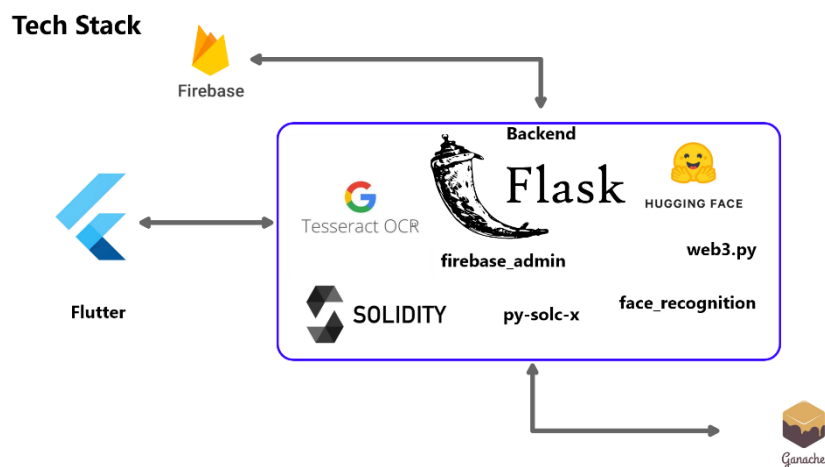 Tech Stack
Firebase
Backend
Flask
Tesseract OCR
HUGGING FACE
web3.py
firebase_admin
Flutter
SOLIDITY
py-solc-x
face_recognition
Ganache